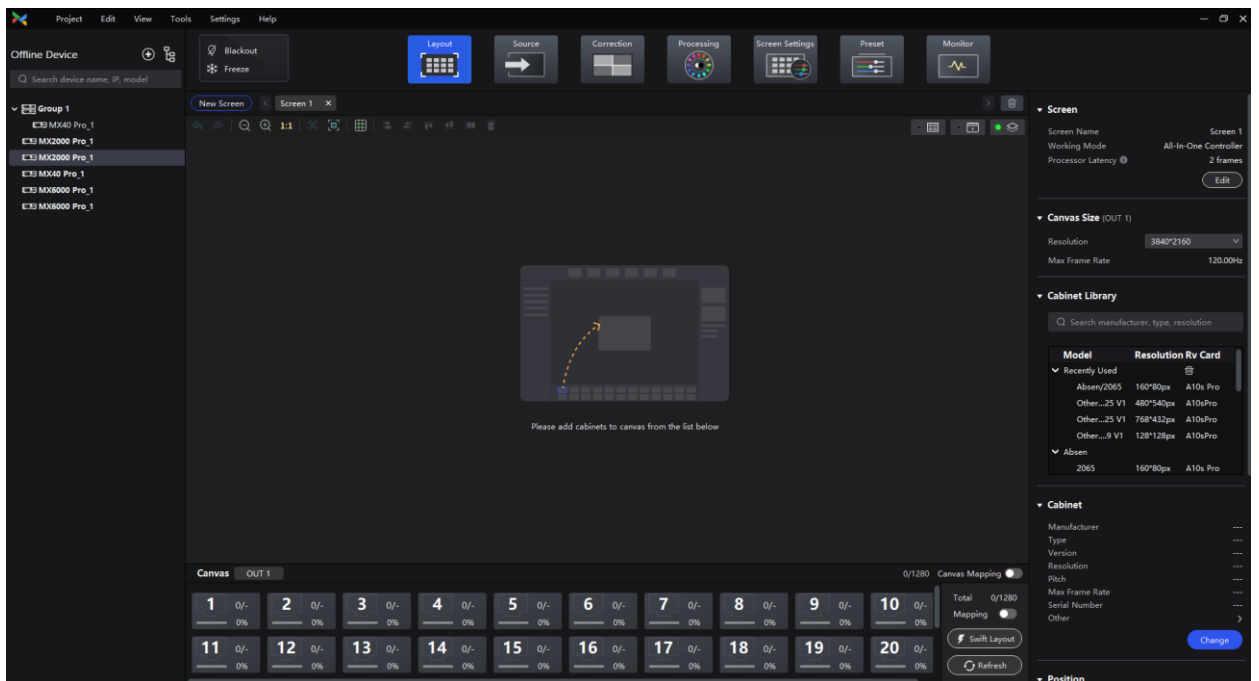 Project Edit View Tools Settings Help
Offline Device
Search device name, IP, model
Group 1
MX40 Pro_1
MX2000 Pro_1
MX2000 Pro_1
MX40 Pro_1
MX6000 Pro_1
MX6000 Pro_1
Blackout
Freeze
Layout Source Correction Processing Screen Settings Preset Monitor
New Screen Screen 1
1:1
Please add cabinets to canvas from the list below
Canvas OUT 1 0/1280 Canvas Mapping
1 0/- 2 0/- 3 0/- 4 0/- 5 0/- 6 0/- 7 0/- 8 0/- 9 0/- 10 0/-
0% 0% 0% 0% 0% 0% 0% 0% 0% 0%
11 0/- 12 0/- 13 0/- 14 0/- 15 0/- 16 0/- 17 0/- 18 0/- 19 0/- 20 0/-
0% 0% 0% 0% 0% 0% 0% 0% 0% 0%
Total 0/1280
Mapping
Swift Layout
Refresh
Screen
Screen Name Screen 1
Working Mode All-In-One Controller
Processor Latency 2 frames
Edit
Canvas Size (OUT 1)
Resolution 3840*2160
Max Frame Rate 120.00Hz
Cabinet Library
Search manufacturer, type, resolution
Model Resolution Rv Card
Recently Used
Absen/2065 160*80px A10s Pro
Other...25 V1 480*540px A10sPro
Other...25 V1 768*432px A10sPro
Other....9 V1 128*128px A10sPro
Absen
2065 160*80px A10s Pro
Cabinet
Manufacturer ---
Type ---
Version ---
Resolution ---
Pitch ---
Max Frame Rate ---
Serial Number ---
Other
Change
Position